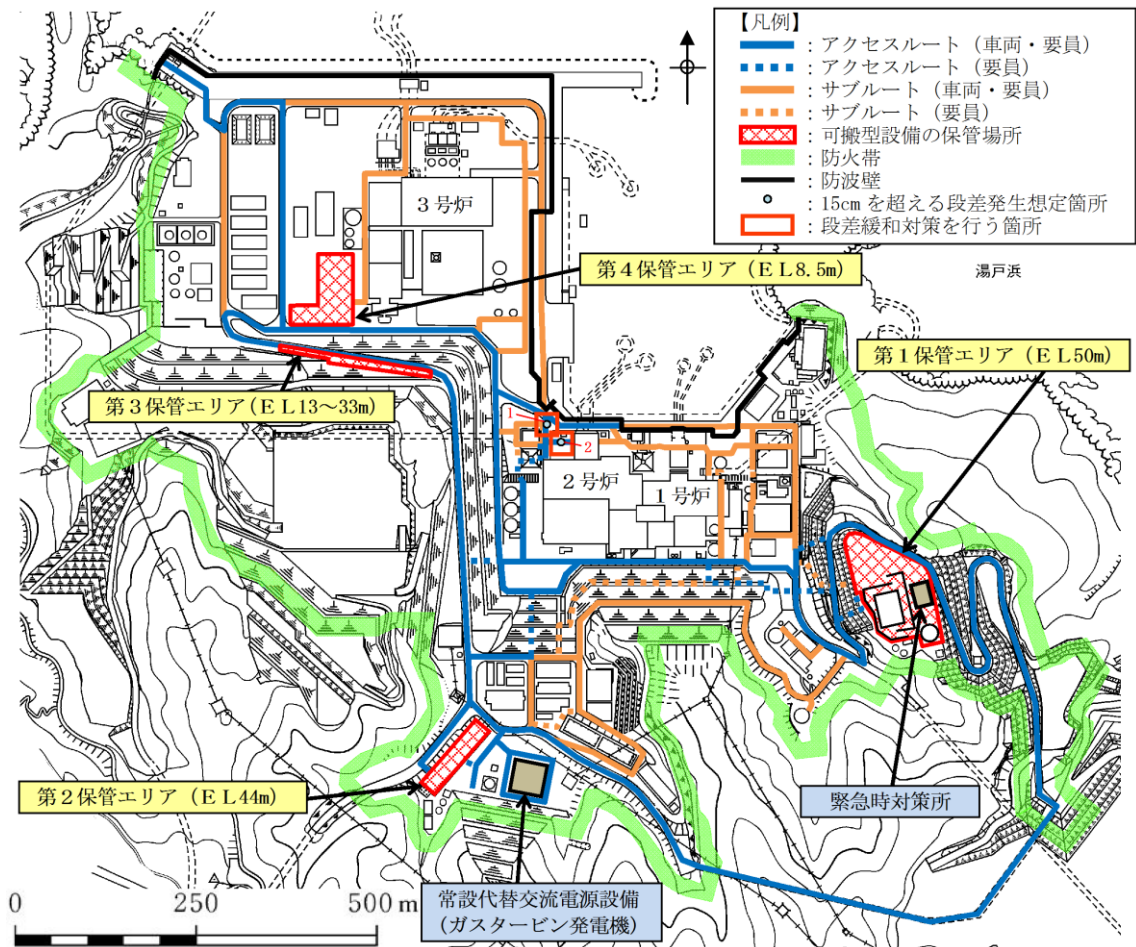 【凡例】
：アクセスルート（車両・要員）
：アクセスルート（要員）
：サブルート（車両・要員）
：サブルート（要員）
：可搬型設備の保管場所
：防火帯
：防波壁
：15cmを超える段差発生想定箇所
：段差緩和対策を行う箇所
３号炉
第４保管エリア（ＥＬ8.5m）
湯戸浜
第１保管エリア（ＥＬ50m）
第３保管エリア（ＥＬ13～33m）
1
2
２号炉
１号炉
第２保管エリア（ＥＬ44m）
緊急時対策所
常設代替交流電源設備
(ガスタービン発電機)
0
250
500 m